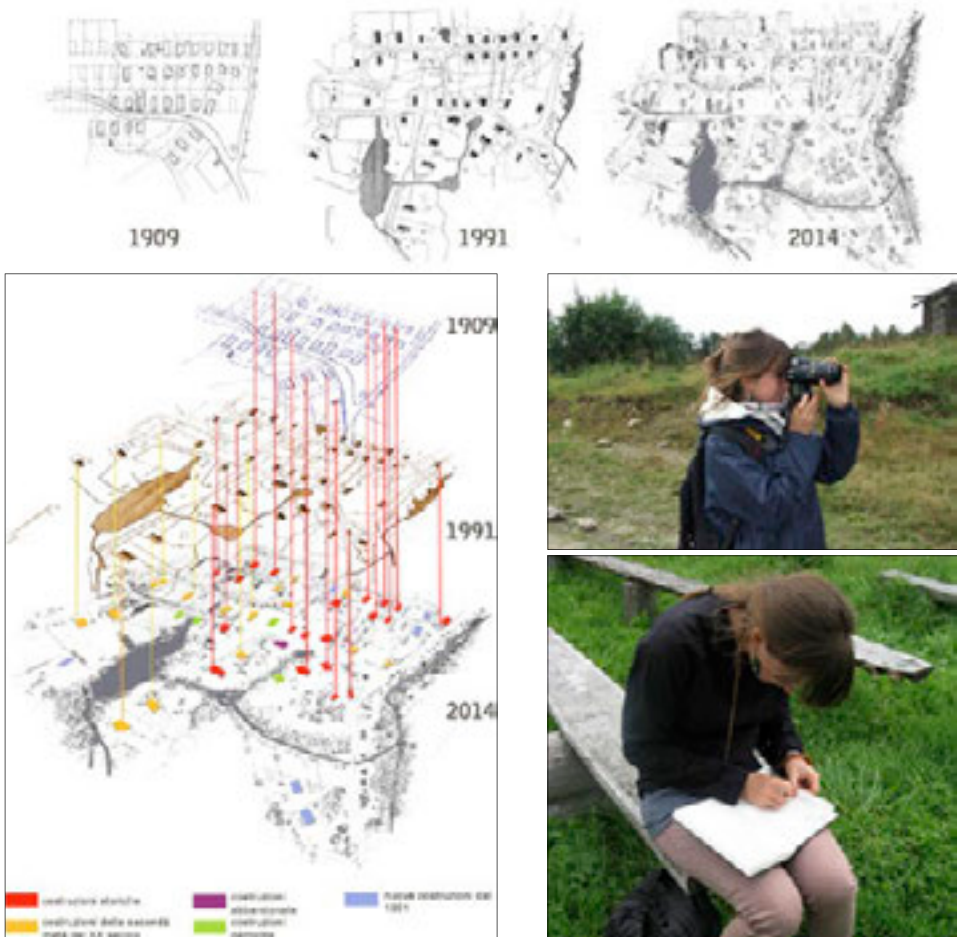 1909
1991
2014
1909
1991
2014
costruzioni storiche
costruzioni della seconda
metà del XX secolo
costruzioni
abbandonate
costruzioni
nuove costruzioni dal
1991